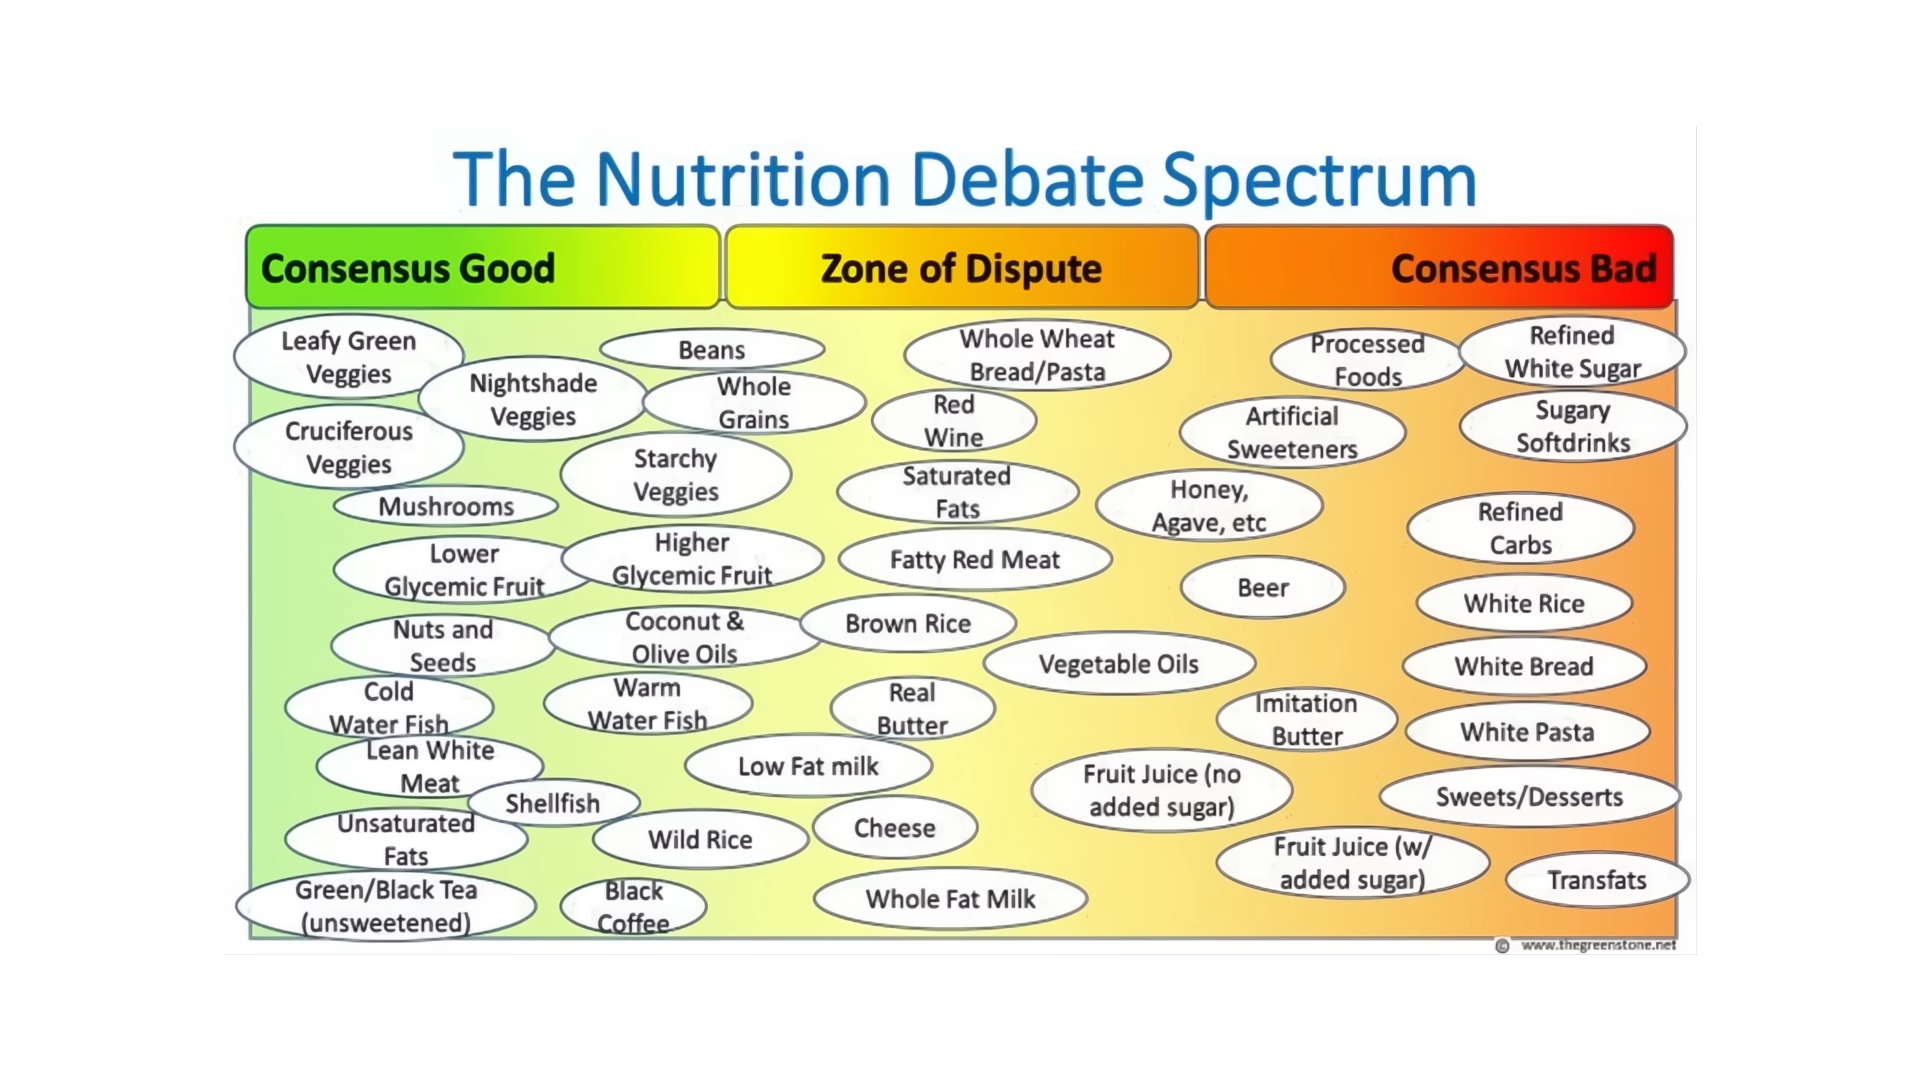 The Nutrition Debate Spectrum
Consensus Good
Zone of Dispute
Consensus Bad
Leafy Green
Veggies
Cruciferous
Veggies
Nightshade
Veggies
Mushrooms
Lower
Glycemic Fruit
Nuts and
Seeds
Cold
Water Fish
Lean White
Meat
Shellfish
Unsaturated
Fats
Green/Black Tea
(unsweetened)
Beans
Whole
Grains
Starchy
Veggies
Higher
Glycemic Fruit
Coconut &
Olive Oils
Warm
Water Fish
Low Fat milk
Wild Rice
Black
Coffee
Whole Wheat
Bread/Pasta
Red
Wine
Saturated
Fats
Fatty Red Meat
Brown Rice
Vegetable Oils
Real
Butter
Cheese
Whole Fat Milk
Fruit Juice (no
added sugar)
Processed
Foods
Artificial
Sweeteners
Honey,
Agave, etc
Beer
Imitation
Butter
Fruit Juice (w/
added sugar)
Refined
White Sugar
Sugary
Softdrinks
Refined
Carbs
White Rice
White Bread
White Pasta
Sweets/Desserts
Transfats
© www.thegreenstone.net